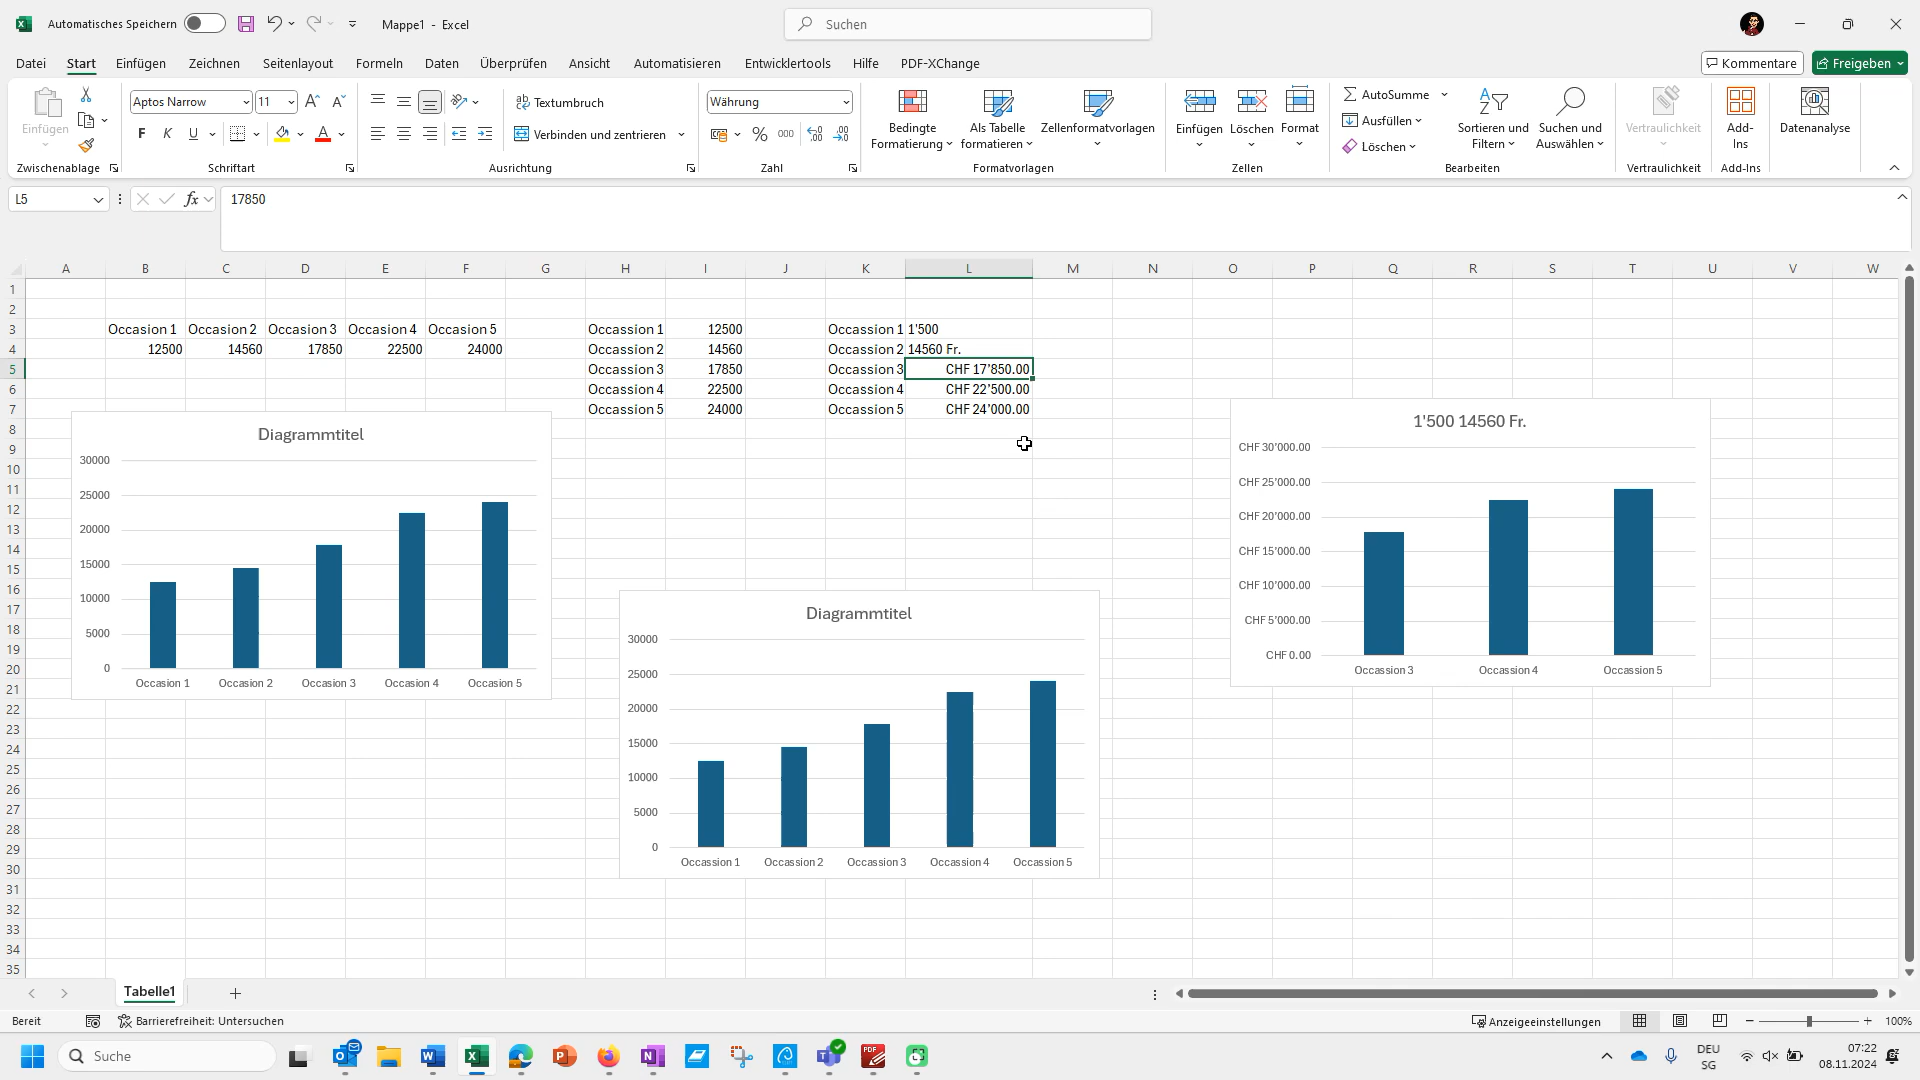 Automatisches Speichern
Mappe1 - Excel
Suchen
Datei Start Einfügen Zeichnen Seitenlayout Formeln Daten Überprüfen Ansicht Automatisieren Entwicklertools Hilfe PDF-XChange
Kommentare Freigeben
Einfügen
Zwischenablage
Aptos Narrow 11
F K U
Schriftart
Textumbruch
Verbinden und zentrieren
Ausrichtung
Währung
% 000
Zahl
Bedingte Formatierung
Als Tabelle formatieren
Zellenformatvorlagen
Formatvorlagen
Einfügen Löschen Format
Zellen
AutoSumme
Ausfüllen
Löschen
Sortieren und Filtern
Suchen und Auswählen
Bearbeiten
Vertraulichkeit
Vertraulichkeit
Add-Ins
Add-Ins
Datenanalyse
L5 fx 17850
A B C D E F G H I J K L M N O P Q R S T U V W
1
2
3 Occasion 1 Occasion 2 Occasion 3 Occasion 4 Occasion 5 Occassion 1 12500 Occassion 1 1'500
4 12500 14560 17850 22500 24000 Occassion 2 14560 Occassion 2 14560 Fr.
5 Occassion 3 17850 Occassion 3 CHF 17'850.00
6 Occassion 4 22500 Occassion 4 CHF 22'500.00
7 Occassion 5 24000 Occassion 5 CHF 24'000.00
8
9
10
11
12
13
14
15
16
17
18
19
20
21
22
23
24
25
26
27
28
29
30
31
32
33
34
35
Diagrammtitel
30000
25000
20000
15000
10000
5000
0
Occasion 1 Occasion 2 Occasion 3 Occasion 4 Occasion 5
Diagrammtitel
30000
25000
20000
15000
10000
5000
0
Occassion 1 Occassion 2 Occassion 3 Occassion 4 Occassion 5
1'500 14560 Fr.
CHF 30'000.00
CHF 25'000.00
CHF 20'000.00
CHF 15'000.00
CHF 10'000.00
CHF 5'000.00
CHF 0.00
Occassion 3 Occassion 4 Occassion 5
Tabelle1
Bereit
Barrierefreiheit: Untersuchen
Anzeigeeinstellungen
100%
Suche
DEU
SG
07:22
08.11.2024